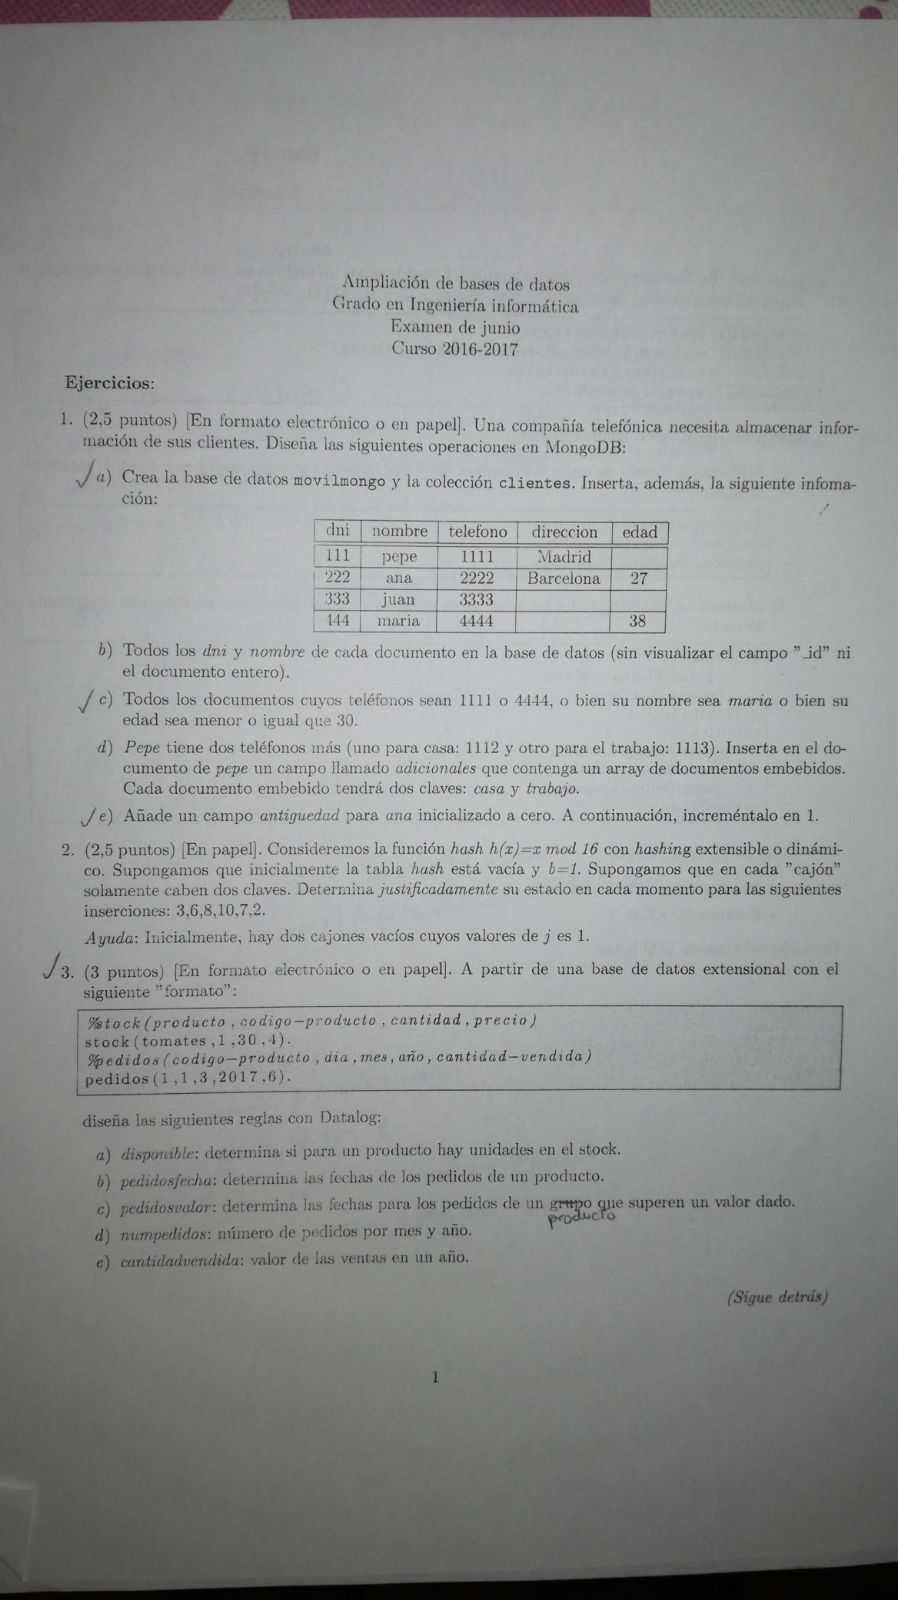 Ampliación de bases de datos
Grado en Ingeniería informática
Examen de junio
Curso 2016-2017
Ejercicios:
1. (2,5 puntos) [En formato electrónico o en papel]. Una compañía telefónica necesita almacenar infor-
mación de sus clientes. Diseña las siguientes operaciones en MongoDB:
a) Crea la base de datos movilmongo y la colección clientes. Inserta, además, la siguiente infoma-
ción:
dni nombre telefono direccion edad
111 pepe 1111 Madrid
222 ana 2222 Barcelona 27
333 juan 3333
444 maria 4444 38
b) Todos los dni y nombre de cada documento en la base de datos (sin visualizar el campo "_id" ni
el documento entero).
c) Todos los documentos cuyos teléfonos sean 1111 o 4444, o bien su nombre sea maria o bien su
edad sea menor o igual que 30.
d) Pepe tiene dos teléfonos más (uno para casa: 1112 y otro para el trabajo: 1113). Inserta en el do-
cumento de pepe un campo llamado adicionales que contenga un array de documentos embebidos.
Cada documento embebido tendrá dos claves: casa y trabajo.
e) Añade un campo antiguedad para ana inicializado a cero. A continuación, increméntalo en 1.
2. (2,5 puntos) [En papel]. Consideremos la función hash h(x)=x mod 16 con hashing extensible o dinámi-
co. Supongamos que inicialmente la tabla hash está vacía y b=1. Supongamos que en cada "cajón"
solamente caben dos claves. Determina justificadamente su estado en cada momento para las siguientes
inserciones: 3,6,8,10,7,2.
Ayuda: Inicialmente, hay dos cajones vacíos cuyos valores de j es 1.
3. (3 puntos) [En formato electrónico o en papel]. A partir de una base de datos extensional con el
siguiente "formato":
%stock(producto,codigo-producto,cantidad,precio)
stock(tomates,1,30,4).
%pedidos(codigo-producto,dia,mes,año,cantidad-vendida)
pedidos(1,1,3,2017,6).
diseña las siguientes reglas con Datalog:
a) disponible: determina si para un producto hay unidades en el stock.
b) pedidosfecha: determina las fechas de los pedidos de un producto.
c) pedidosvalor: determina las fechas para los pedidos de un grupo que superen un valor dado.
producto
d) numpedidos: número de pedidos por mes y año.
e) cantidadvendida: valor de las ventas en un año.
(Sigue detrás)
1